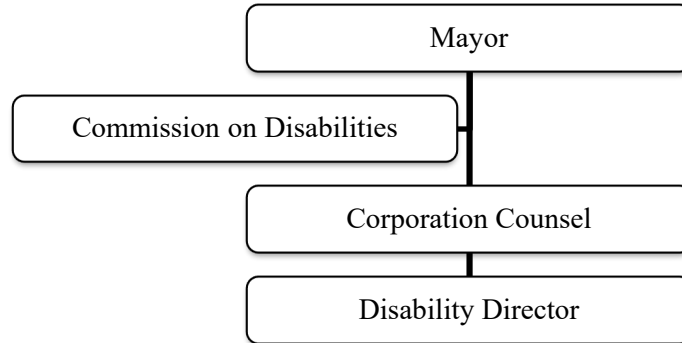 Mayor
Commission on Disabilities
Corporation Counsel
Disability Director